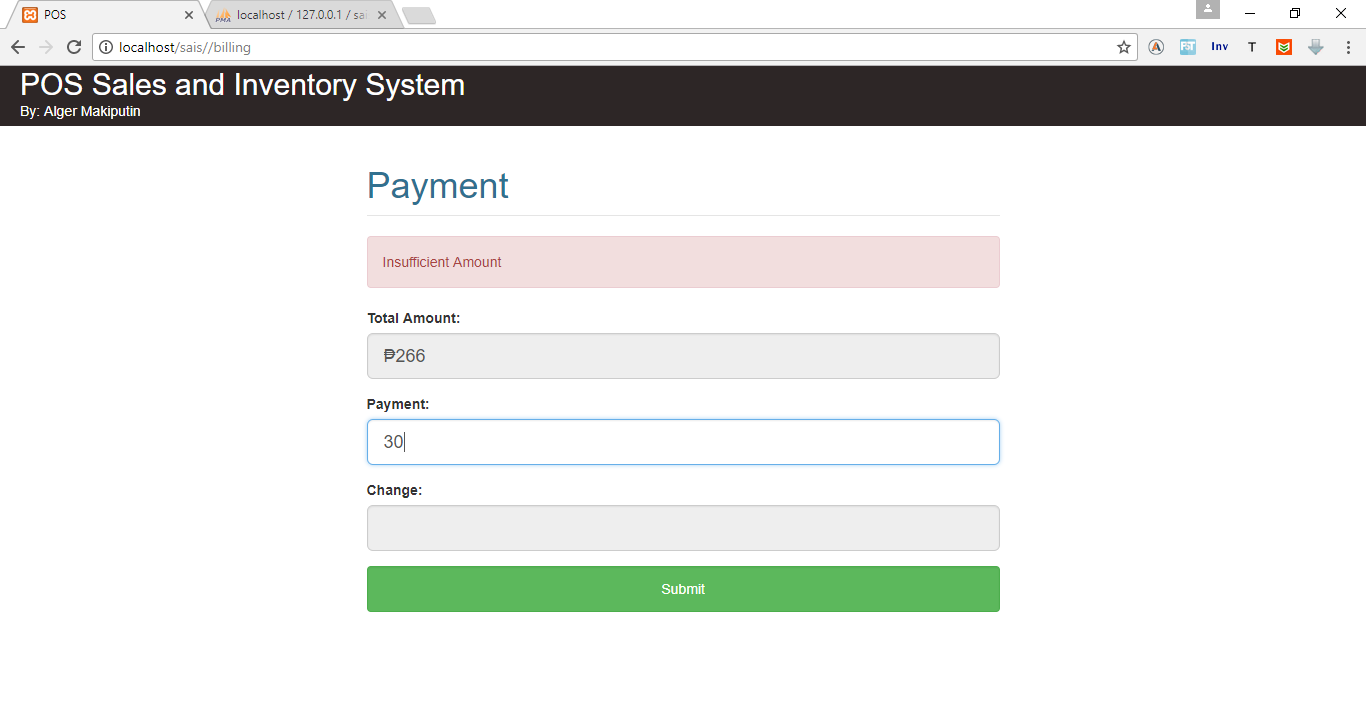 POS
localhost / 127.0.0.1 / sai
localhost/sais//billing
Inv
T
POS Sales and Inventory System
By: Alger Makiputin
Payment
Insufficient Amount
Total Amount:
₱266
Payment:
30
Change:
Submit